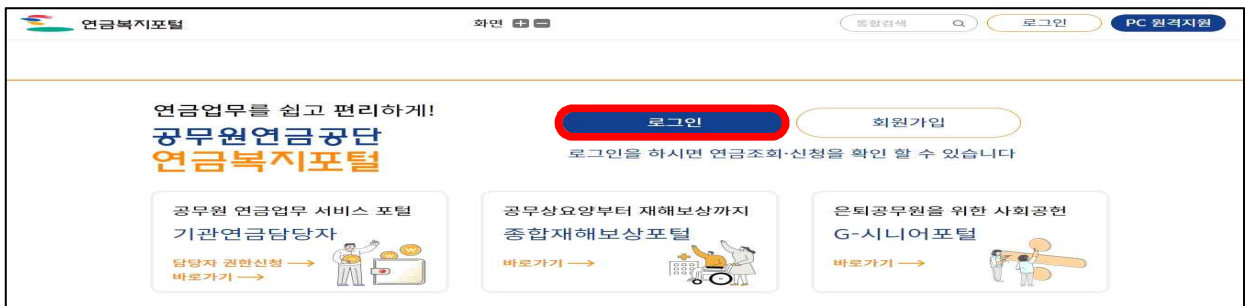 연금복지포털
화면
통합검색
로그인
PC 원격지원
연금업무를 쉽고 편리하게!
공무원연금공단
연금복지포털
로그인
회원가입
로그인을 하시면 연금조회·신청을 확인 할 수 있습니다
공무원 연금업무 서비스 포털
기관연금담당자
담당자 권한신청 →
바로가기 →
공무상요양부터 재해보상까지
종합재해보상포털
바로가기 →
은퇴공무원을 위한 사회공헌
G-시니어포털
바로가기 →